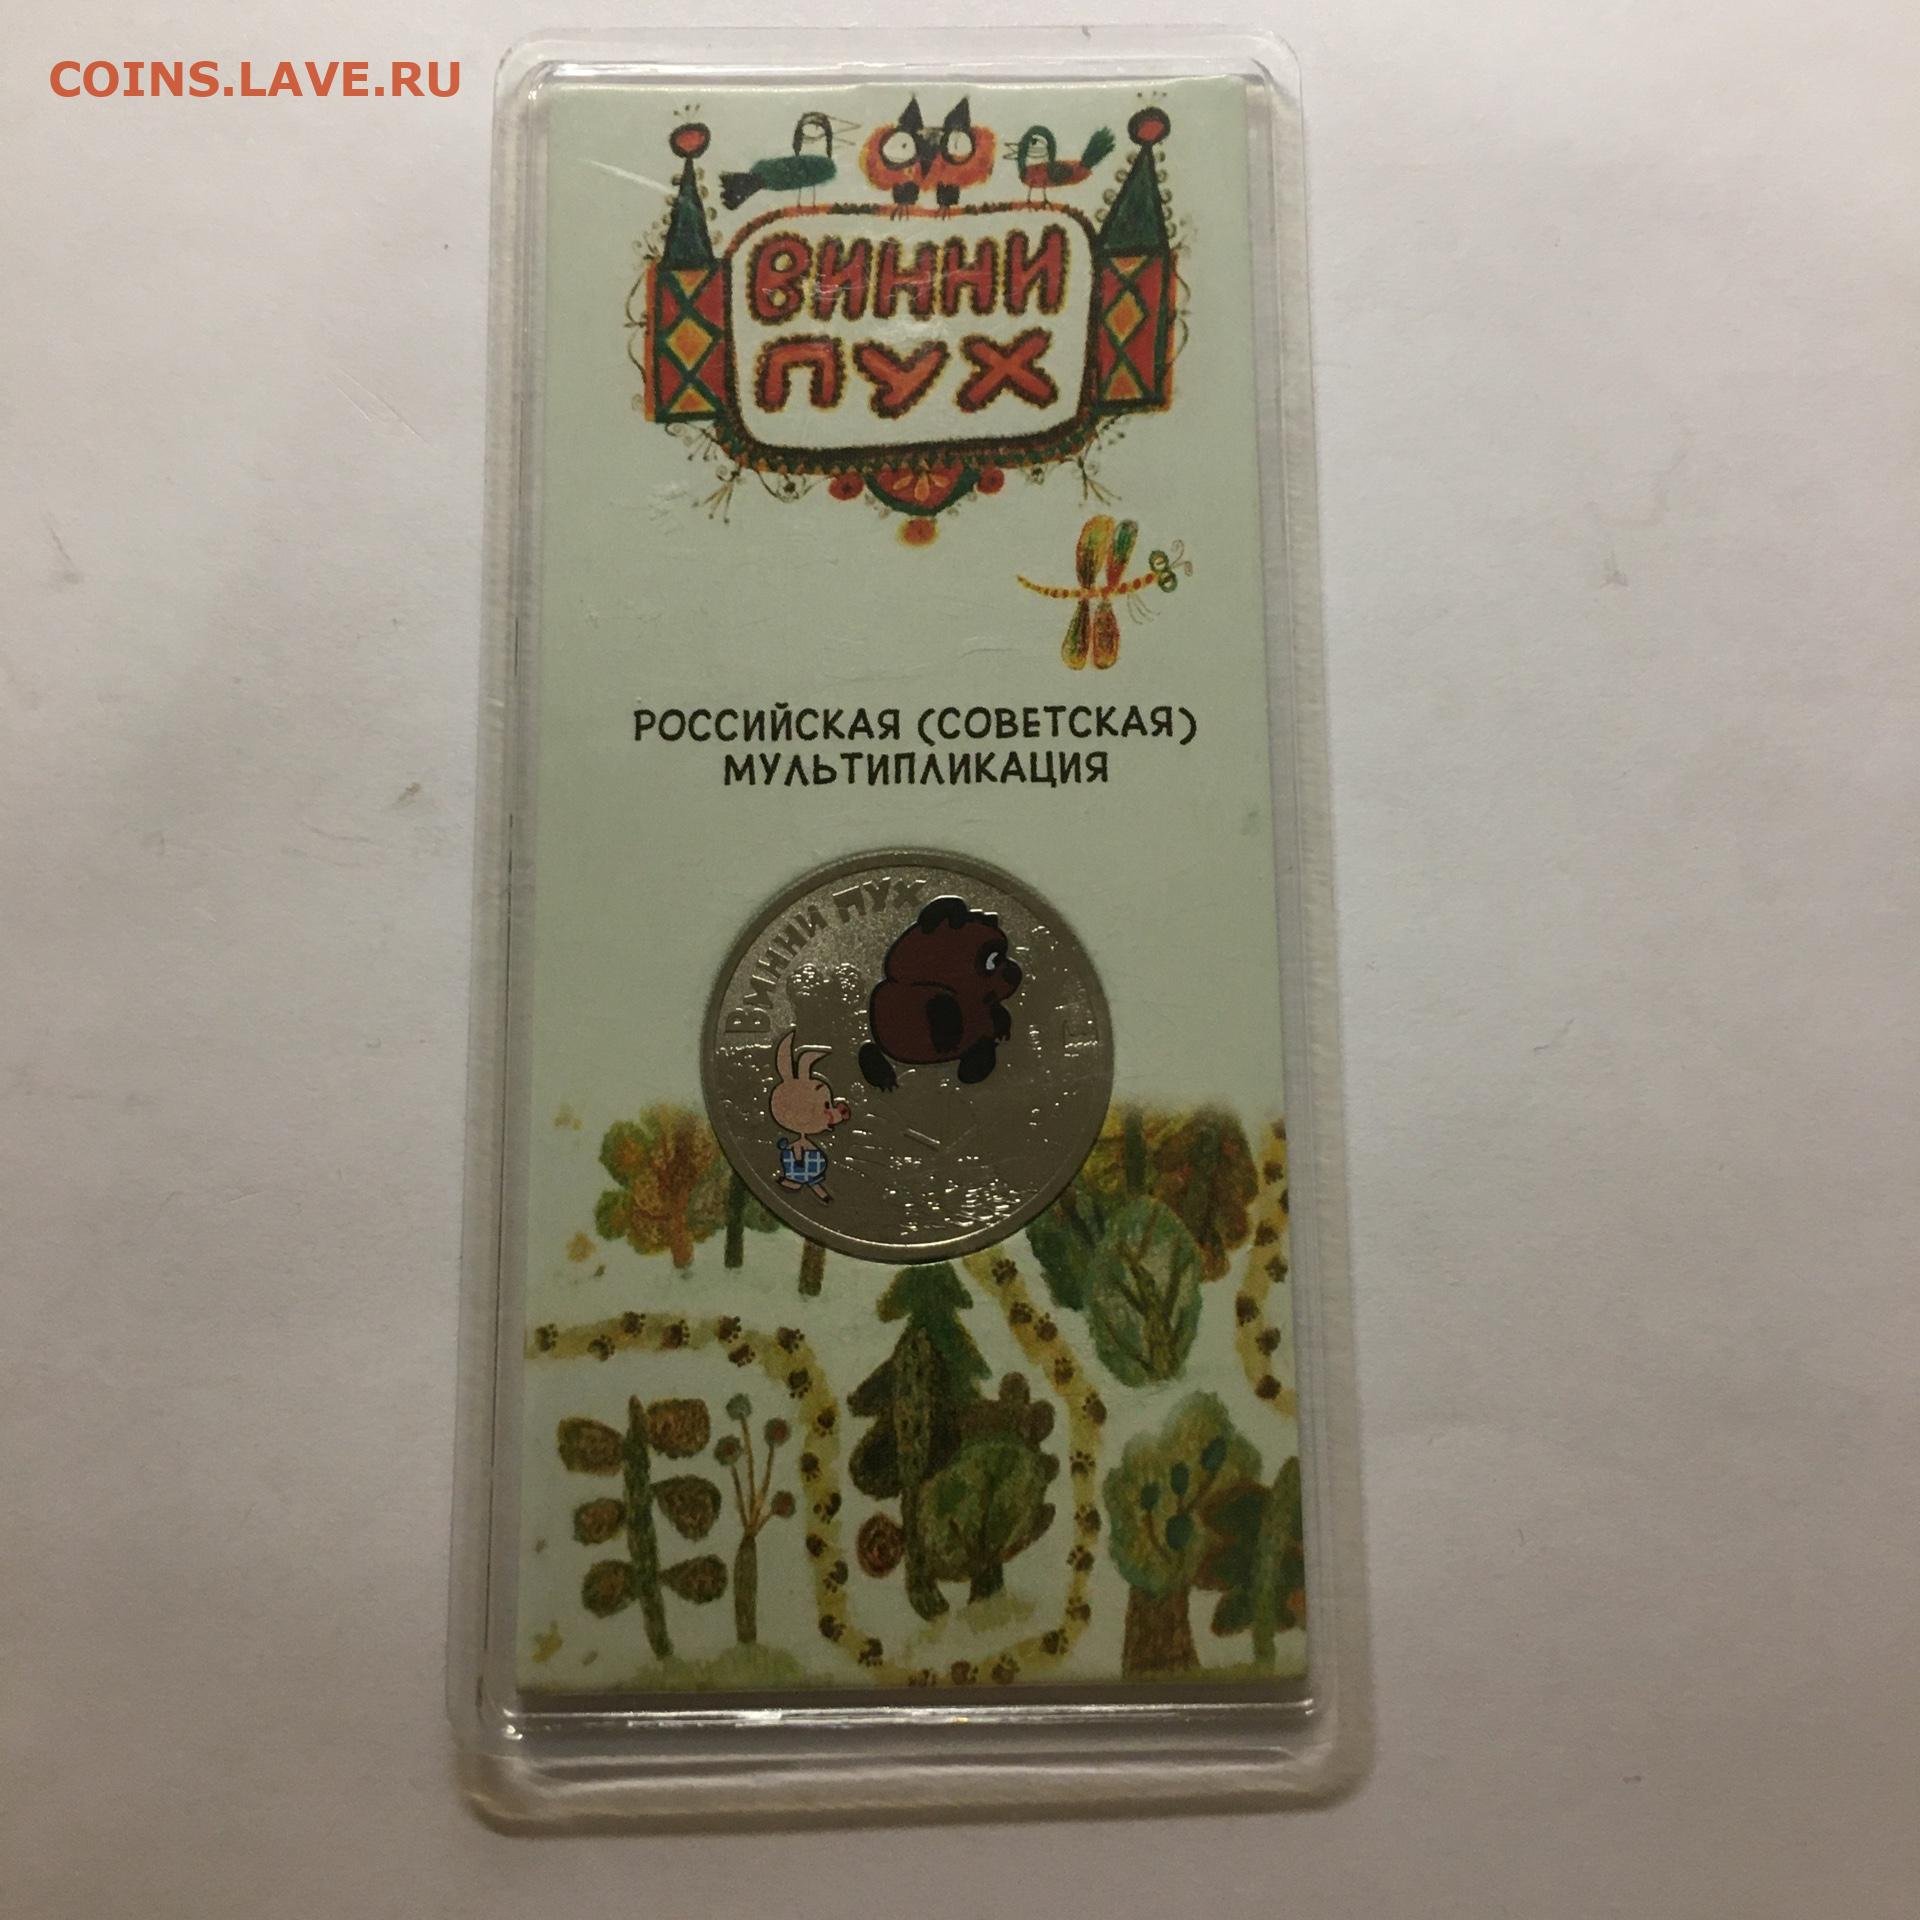 COINS.LAVE.RU
ВИННИ
ПУХ
РОССИЙСКАЯ (СОВЕТСКАЯ)
МУЛЬТИПЛИКАЦИЯ
ВИННИ ПУХ